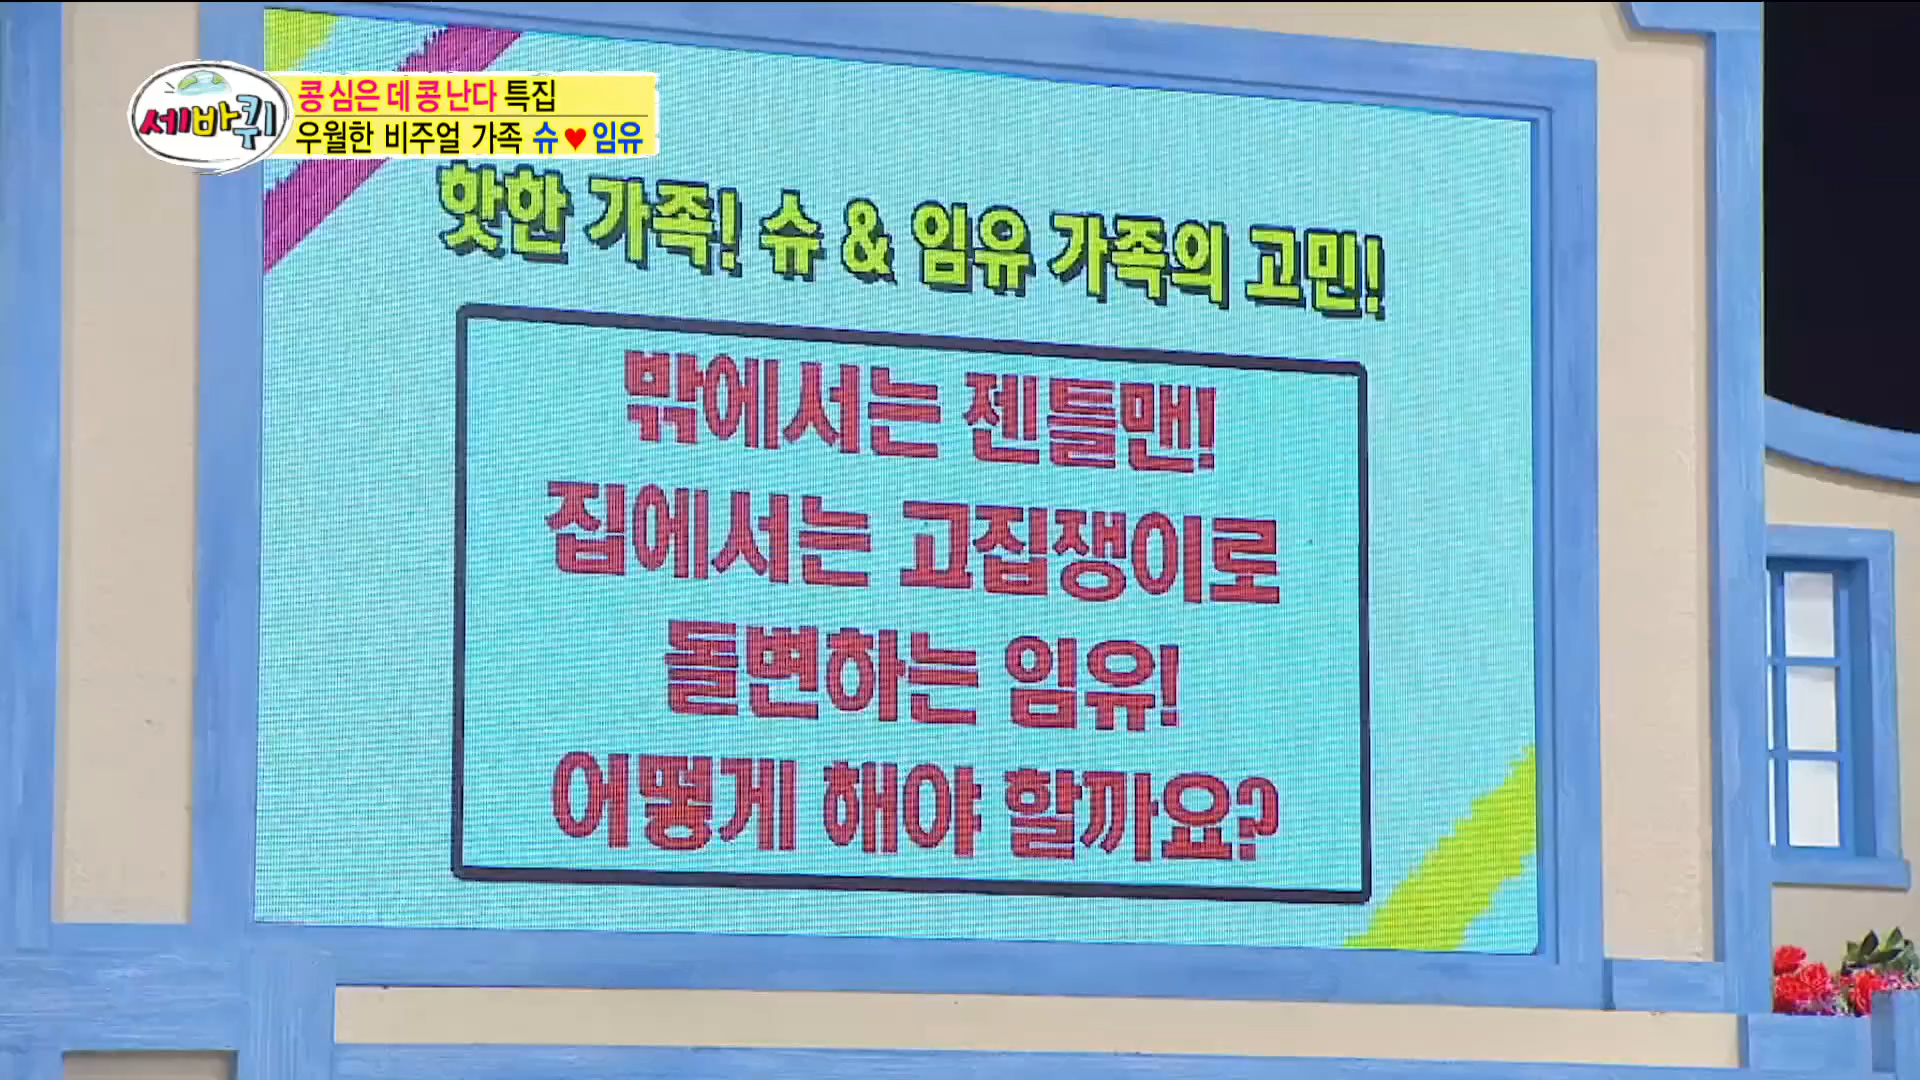 세바퀴
콩 심은 데 콩 난다 특집
우월한 비주얼 가족 슈♥임유
핫한 가족! 슈 & 임유 가족의 고민!
밖에서는 젠틀맨!
집에서는 고집쟁이로
돌변하는 임유!
어떻게 해야 할까요?